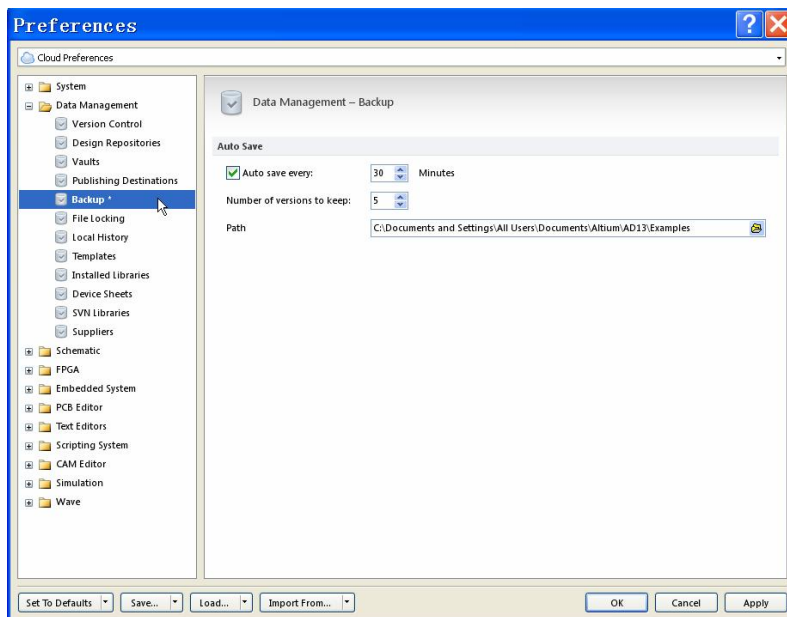 Preferences
Cloud Preferences
System
Data Management
Version Control
Design Repositories
Vaults
Publishing Destinations
Backup *
File Locking
Local History
Templates
Installed Libraries
Device Sheets
SVN Libraries
Suppliers
Schematic
FPGA
Embedded System
PCB Editor
Text Editors
Scripting System
CAM Editor
Simulation
Wave
Data Management – Backup
Auto Save
Auto save every: 30 Minutes
Number of versions to keep: 5
Path C:\Documents and Settings\All Users\Documents\Altium\AD13\Examples
Set To Defaults Save... Load... Import From... OK Cancel Apply